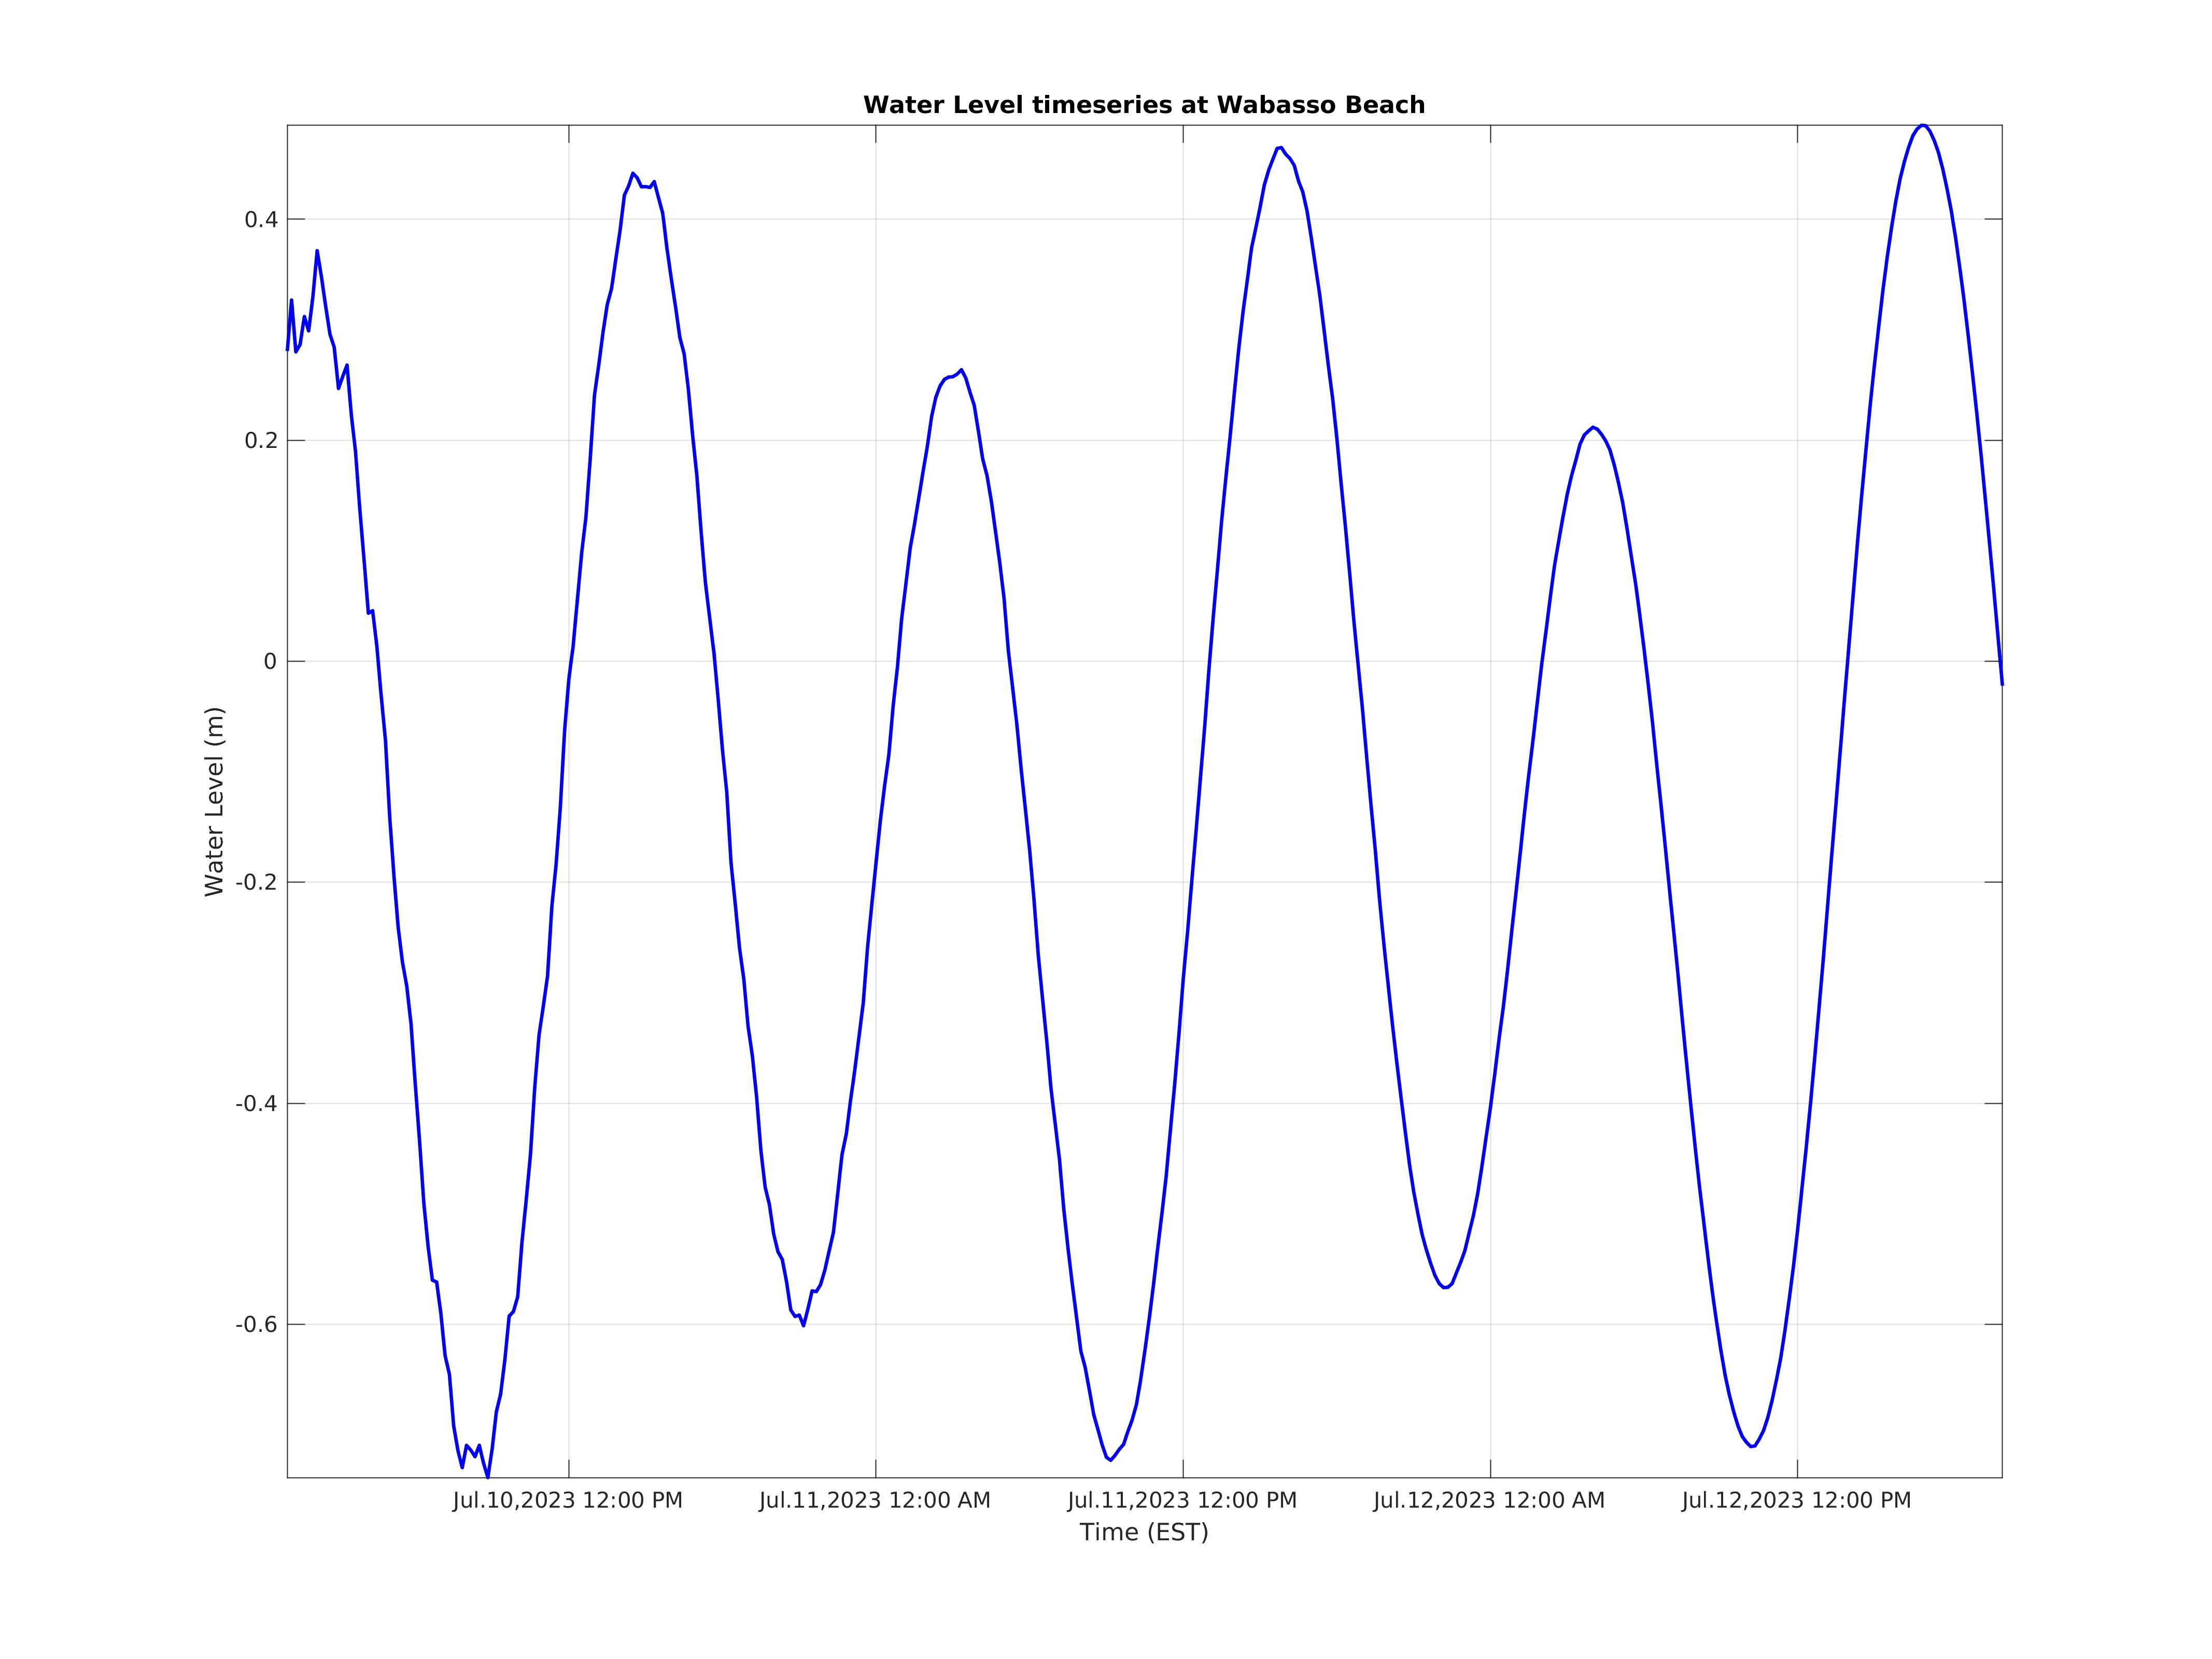 Water Level timeseries at Wabasso Beach
0.4
0.2
0
-0.2
-0.4
-0.6
Water Level (m)
Jul.10,2023 12:00 PM
Jul.11,2023 12:00 AM
Jul.11,2023 12:00 PM
Jul.12,2023 12:00 AM
Jul.12,2023 12:00 PM
Time (EST)